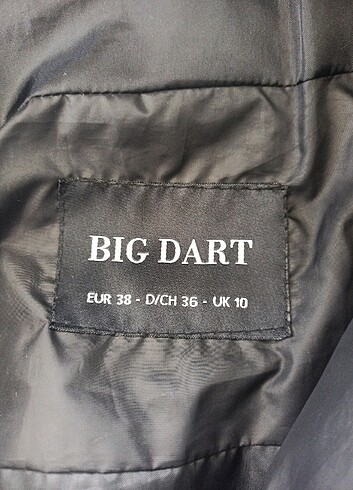 BIG DART
EUR 38 - D/CH 36 - UK 10